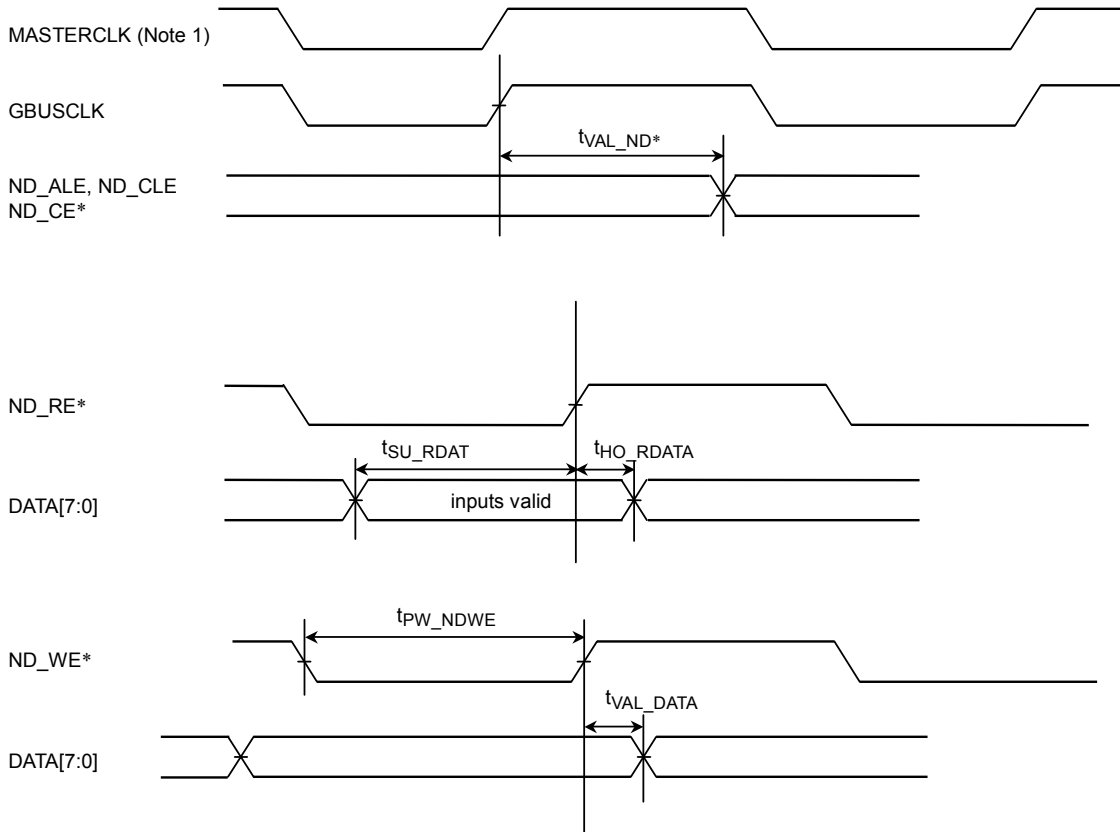 MASTERCLK (Note 1)
GBUSCLK
tVAL_ND*
ND_ALE, ND_CLE
ND_CE*
ND_RE*
tSU_RDAT
tHO_RDATA
DATA[7:0]
inputs valid
tPW_NDWE
ND_WE*
tVAL_DATA
DATA[7:0]